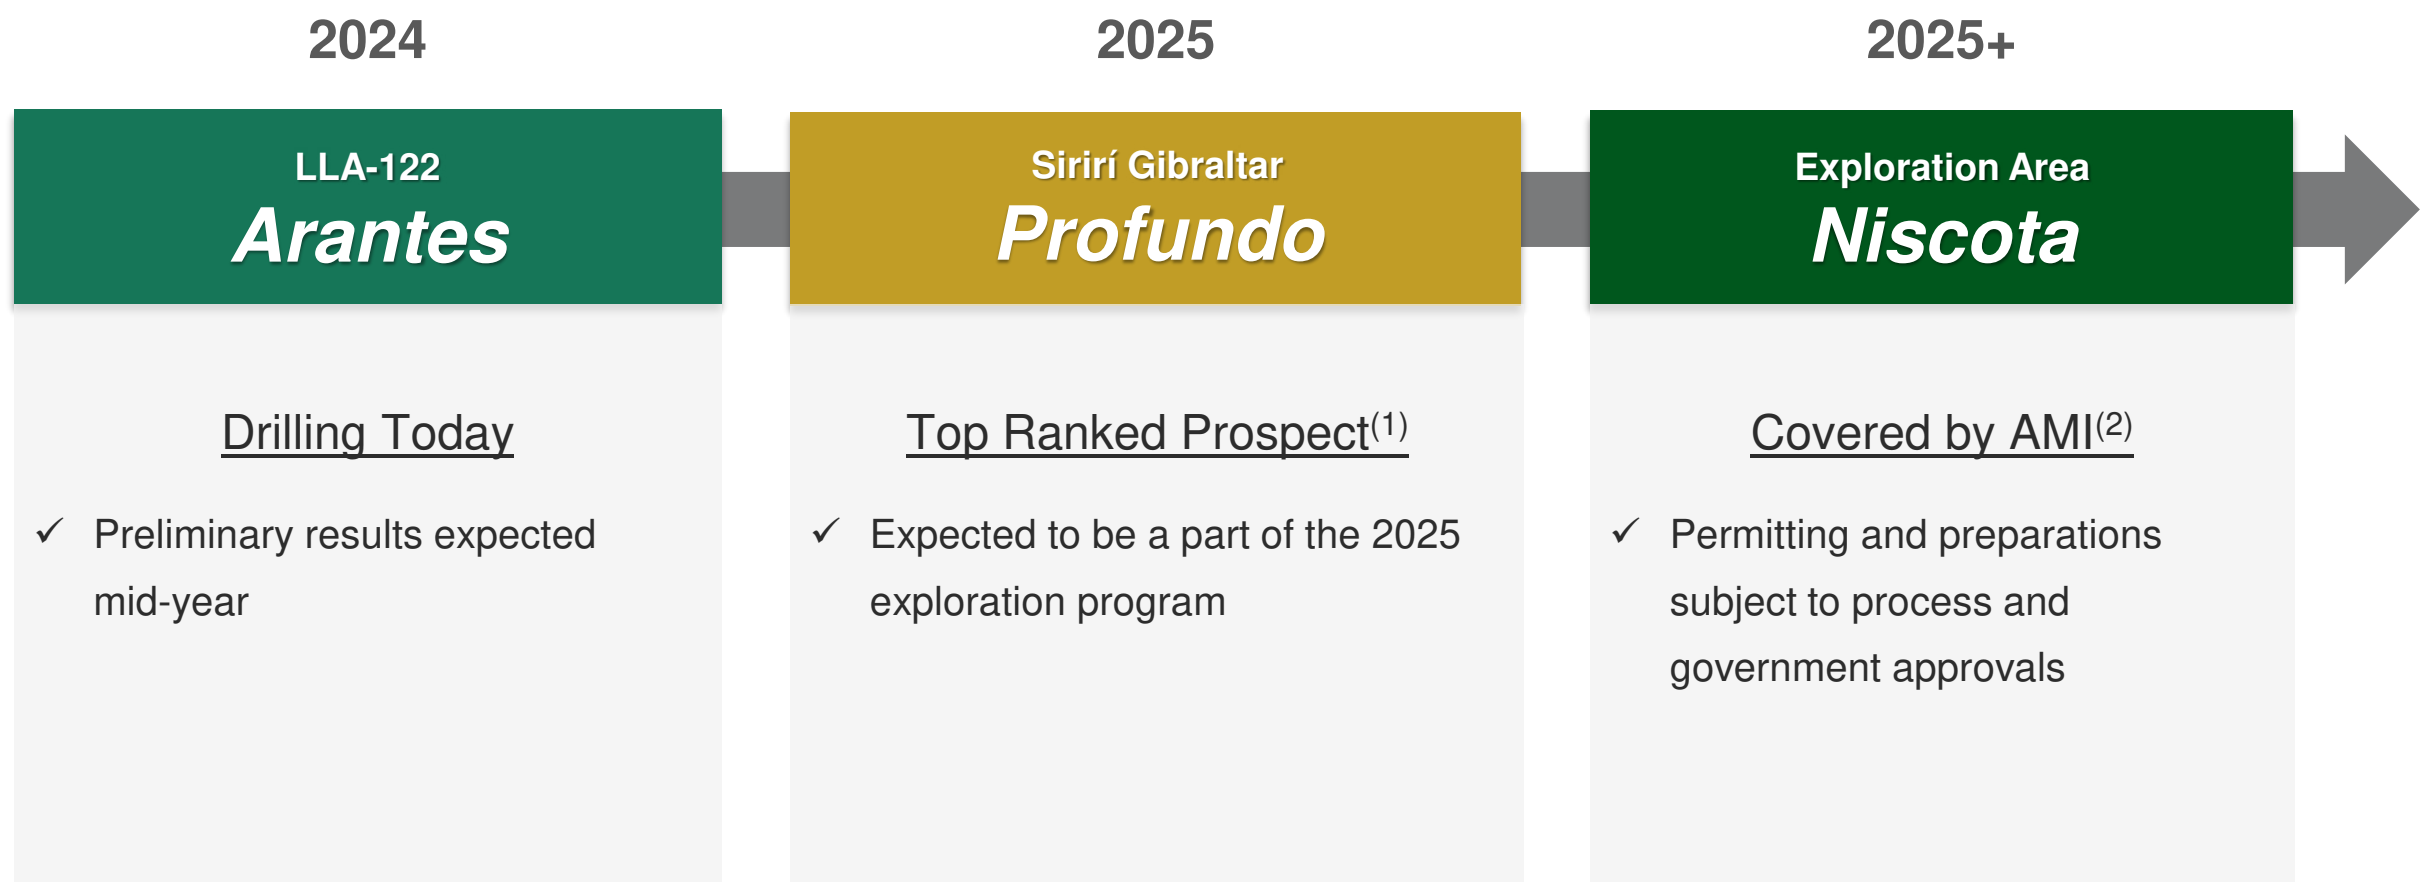 2024
2025
2025+
LLA-122
Arantes
Sirirí Gibraltar
Profundo
Exploration Area
Niscota
Drilling Today
✓ Preliminary results expected
mid-year
Top Ranked Prospect(1)
✓ Expected to be a part of the 2025
exploration program
Covered by AMI(2)
✓ Permitting and preparations
subject to process and
government approvals